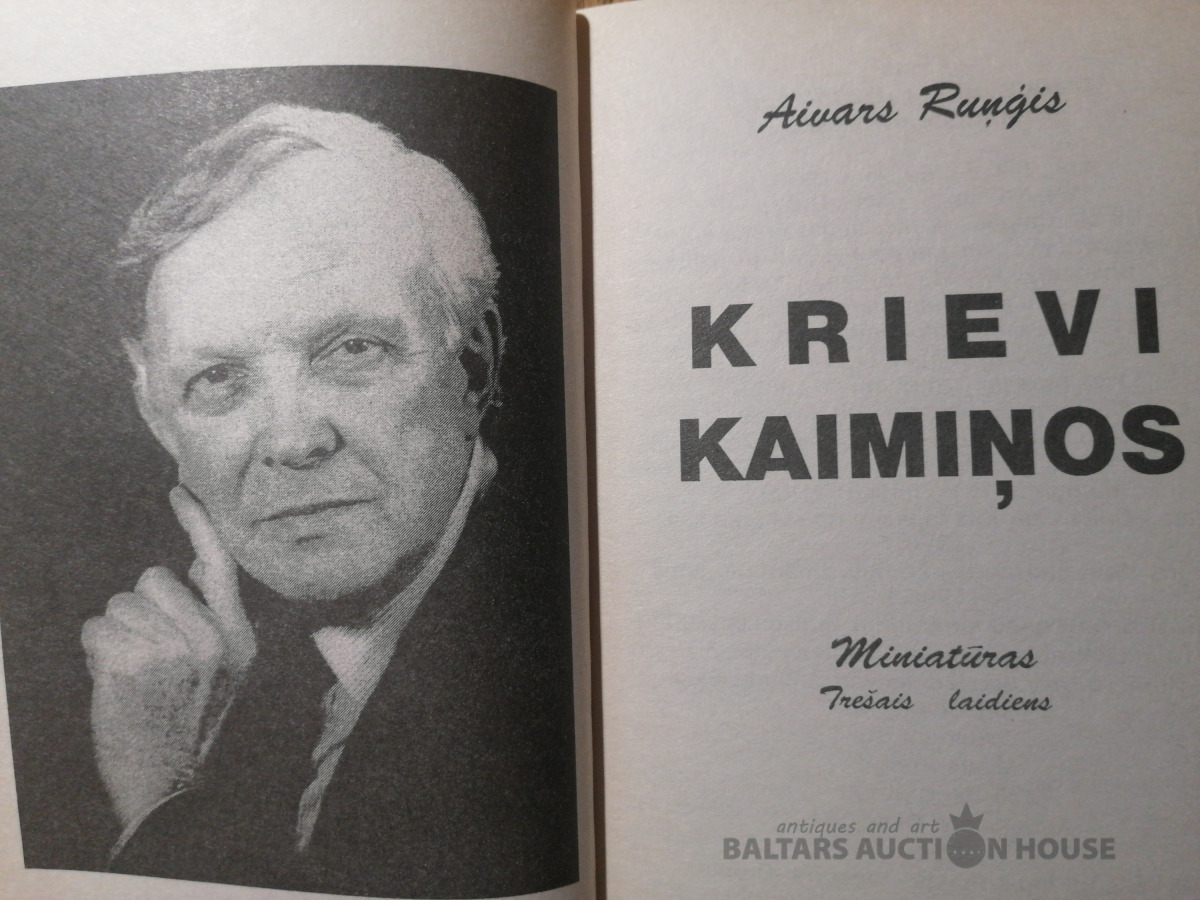 Aivars Ruņģis
KRIEVI
KAIMIŅOS
Miniatūras
Trešais laidiens
antiques and art
BALTARS AUCTION HOUSE